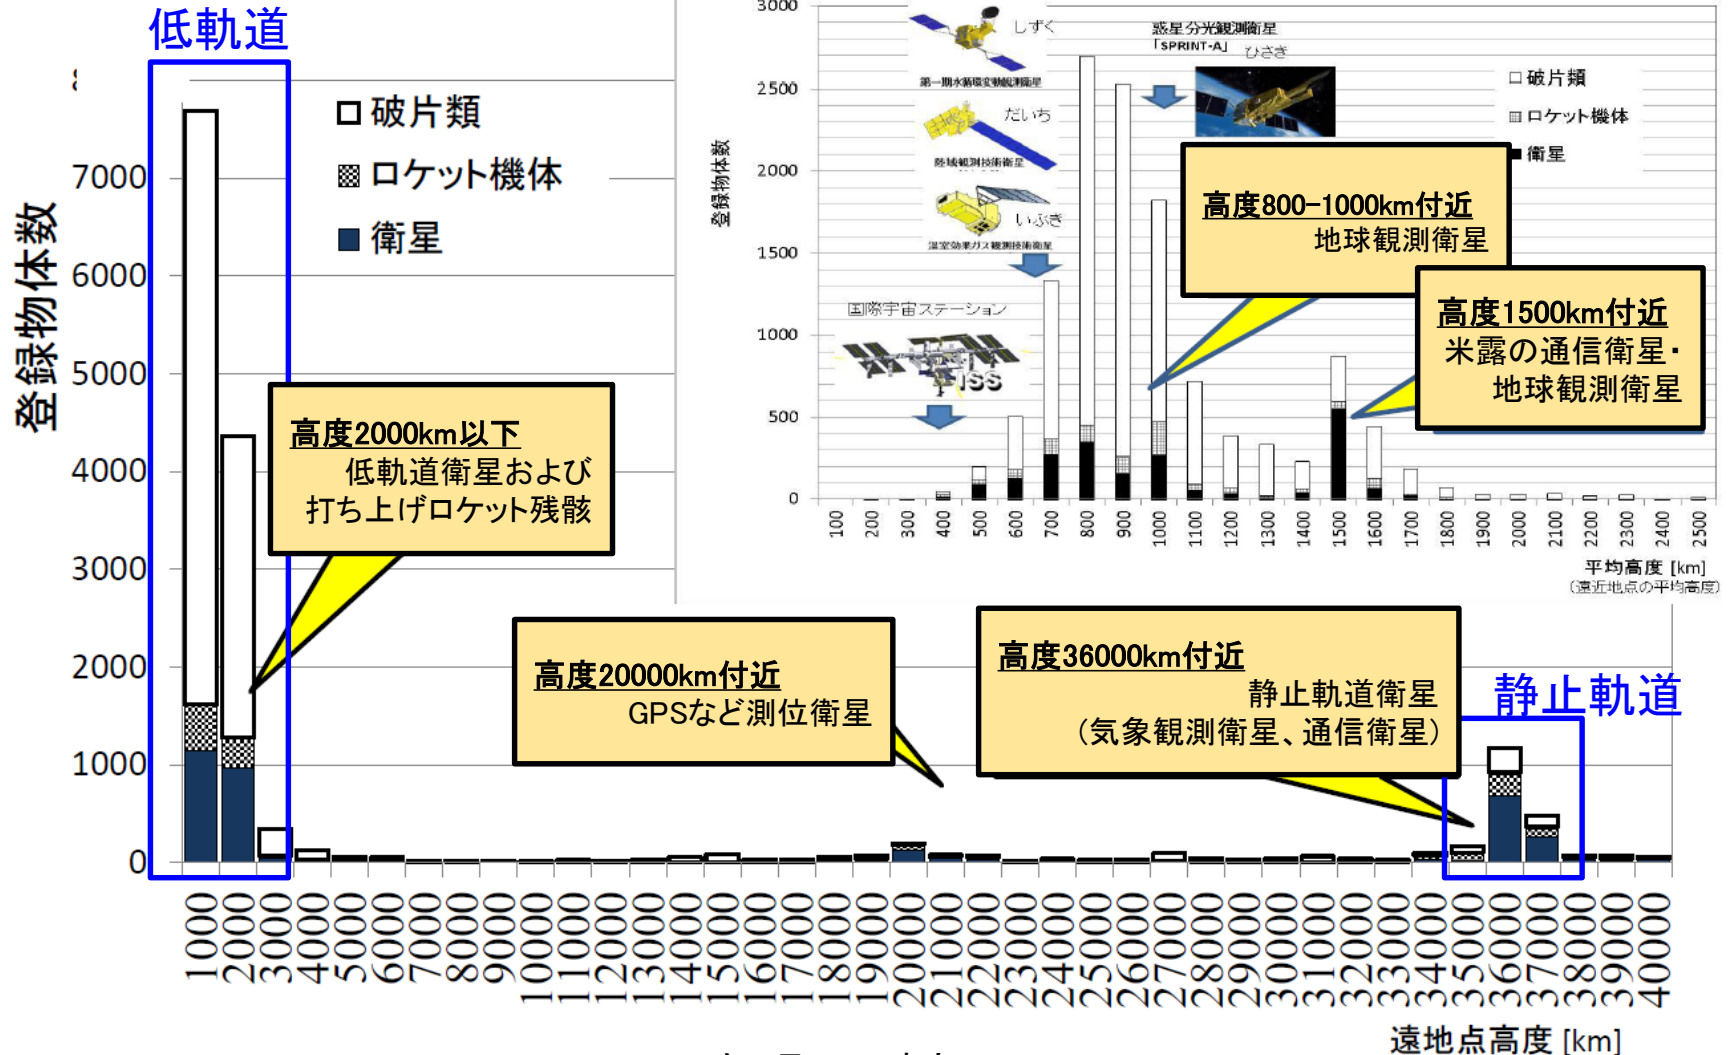 低軌道
破片類
ロケット機体
衛星
登録物体数
7000
6000
5000
4000
3000
2000
1000
0
高度2000km以下
低軌道衛星および
打ち上げロケット残骸
3000
2500
2000
1500
1000
500
0
登録物体数
しずく
第一期水循環変動観測衛星
だいち
陸域観測技術衛星
いぶき
温室効果ガス観測技術衛星
国際宇宙ステーション
ISS
惑星分光観測衛星
「SPRINT-A」 ひさき
破片類
ロケット機体
衛星
高度800-1000km付近
地球観測衛星
高度1500km付近
米露の通信衛星・
地球観測衛星
100 200 300 400 500 600 700 800 900 1000 1100 1200 1300 1400 1500 1600 1700 1800 1900 2000 2100 2200 2300 2400 2500
平均高度 [km]
(遠近地点の平均高度)
高度20000km付近
GPSなど測位衛星
高度36000km付近
静止軌道衛星
(気象観測衛星、通信衛星)
静止軌道
1000 2000 3000 4000 5000 6000 7000 8000 9000 10000 11000 12000 13000 14000 15000 16000 17000 18000 19000 20000 21000 22000 23000 24000 25000 26000 27000 28000 29000 30000 31000 32000 33000 34000 35000 36000 37000 38000 39000 40000
遠地点高度 [km]